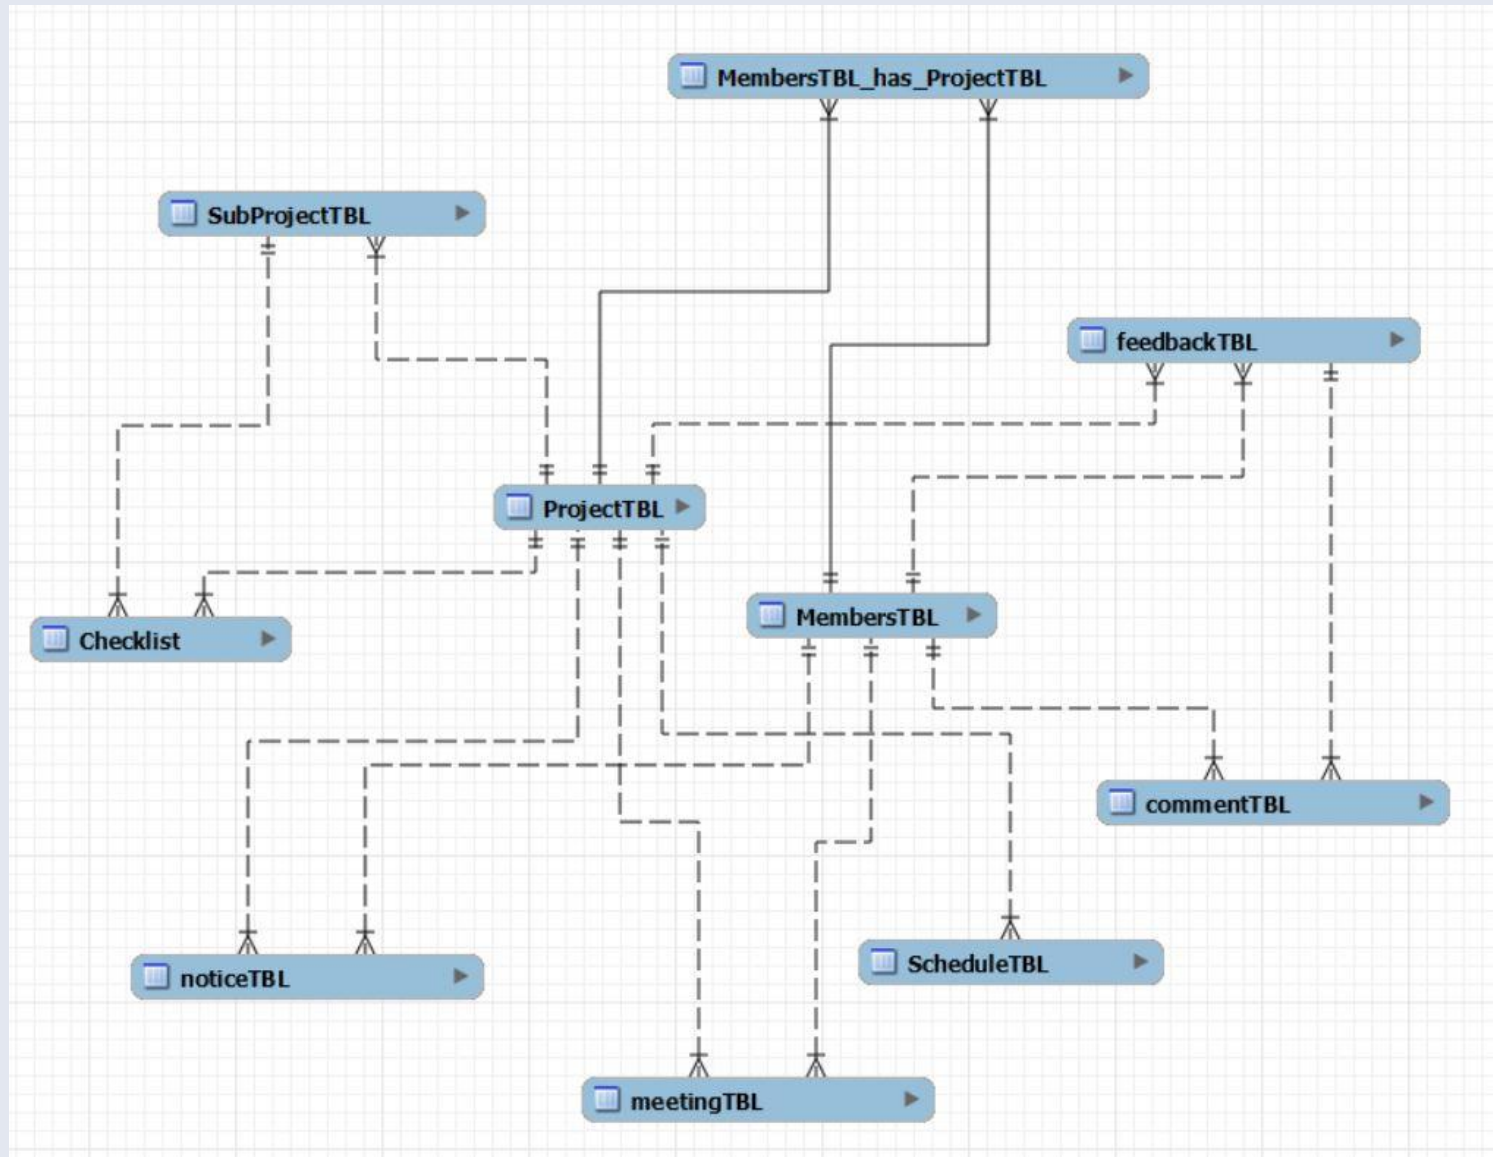 MembersTBL_has_ProjectTBL
SubProjectTBL
feedbackTBL
ProjectTBL
MembersTBL
Checklist
commentTBL
ScheduleTBL
noticeTBL
meetingTBL